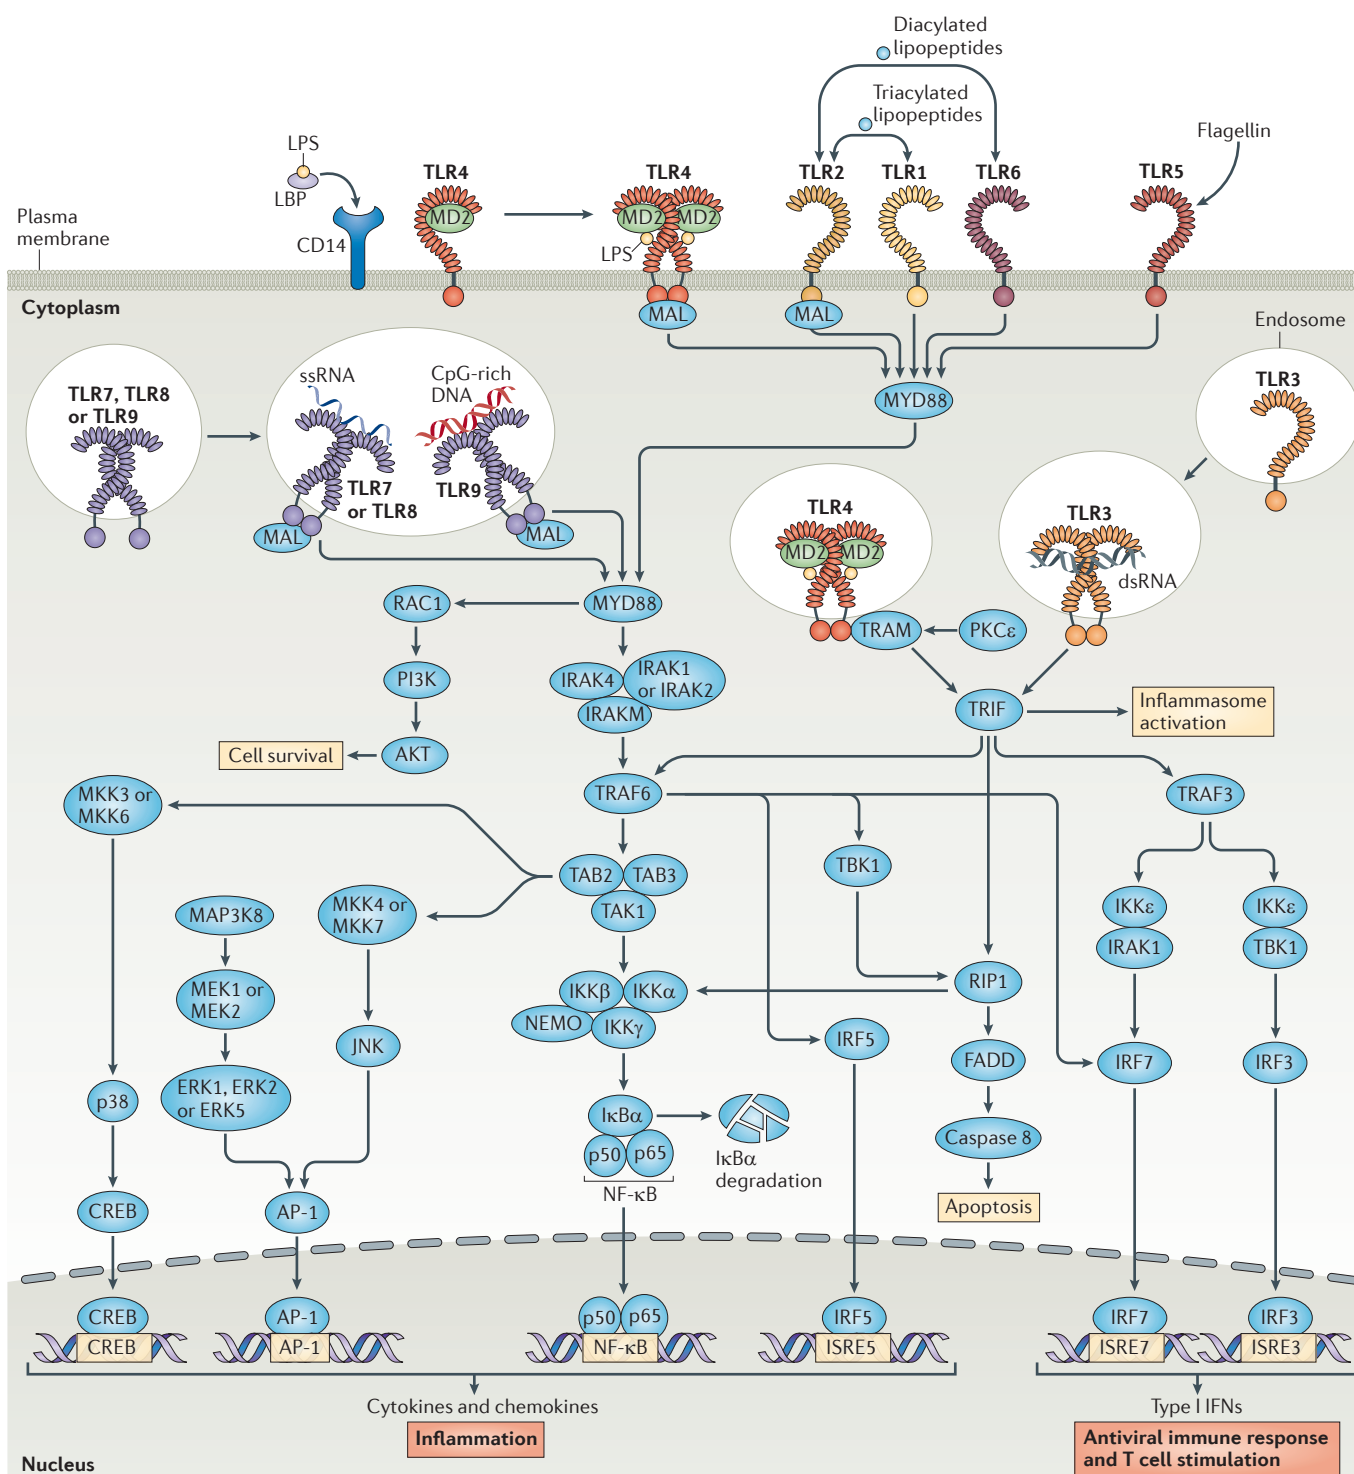 Diacylated
lipopeptides
Triacylated
lipopeptides
Flagellin
LPS
LBP
CD14
TLR4
MD2
TLR4
MD2
MD2
LPS
TLR2
TLR1
TLR6
TLR5
Plasma
membrane
Cytoplasm
MAL
MAL
Endosome
TLR3
TLR7, TLR8
or TLR9
ssRNA
CpG-rich
DNA
TLR7
or TLR8
TLR9
MAL
MAL
MYD88
TLR4
MD2
MD2
TLR3
dsRNA
RAC1
MYD88
TRAM
PKCε
PI3K
IRAK4
IRAK1
or IRAK2
IRAKM
TRIF
Inflammasome
activation
Cell survival
AKT
MKK3 or
MKK6
TRAF6
TRAF3
TAB2
TAB3
TAK1
TBK1
MAP3K8
MKK4 or
MKK7
IKKε
IRAK1
IKKε
TBK1
MEK1 or
MEK2
IKKβ
IKKα
NEMO
IKKγ
RIP1
JNK
IRF5
FADD
IRF7
IRF3
p38
ERK1, ERK2
or ERK5
IκBα
p50
p65
NF-κB
IκBα
degradation
Caspase 8
Apoptosis
CREB
AP-1
CREB
CREB
AP-1
AP-1
p50
p65
NF-κB
IRF5
ISRE5
IRF7
ISRE7
IRF3
ISRE3
Cytokines and chemokines
Inflammation
Type I IFNs
Antiviral immune response
and T cell stimulation
Nucleus